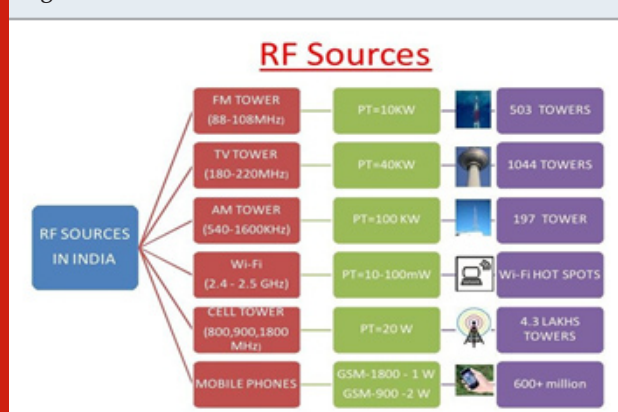 RF Sources
RF SOURCES
IN INDIA
FM TOWER
(88-108MHz)
PT=10KW
503 TOWERS
TV TOWER
(180-220MHz)
PT=40KW
1044 TOWERS
AM TOWER
(540-1600KHz)
PT=100 KW
197 TOWER
Wi-Fi
(2.4 - 2.5 GHz)
PT=10-100mW
Wi-Fi HOT SPOTS
CELL TOWER
(800,900,1800
MHz)
PT=20 W
4.3 LAKHS
TOWERS
MOBILE PHONES
GSM-1800 - 1 W
GSM-900 -2 W
600+ million